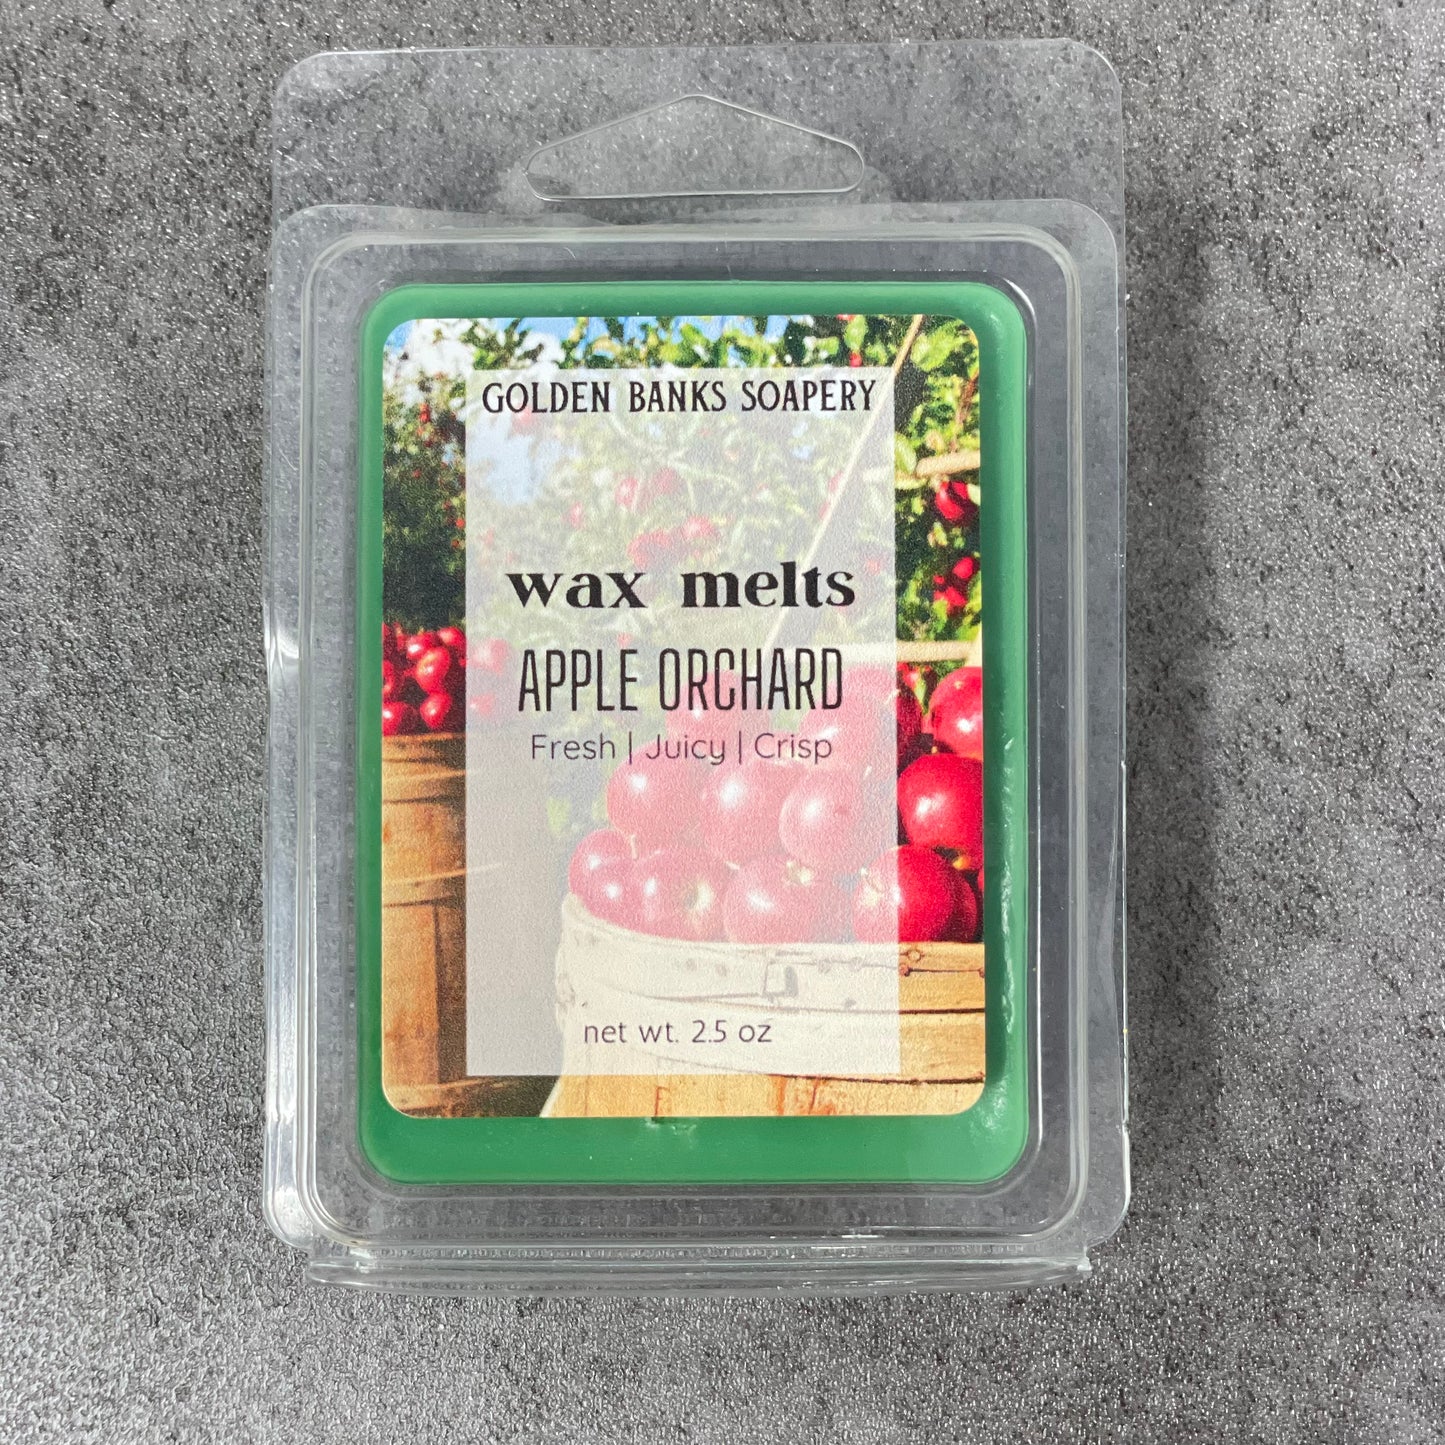 GOLDEN BANKS SOAPERY
wax melts
APPLE ORCHARD
Fresh | Juicy | Crisp
net wt. 2.5 oz